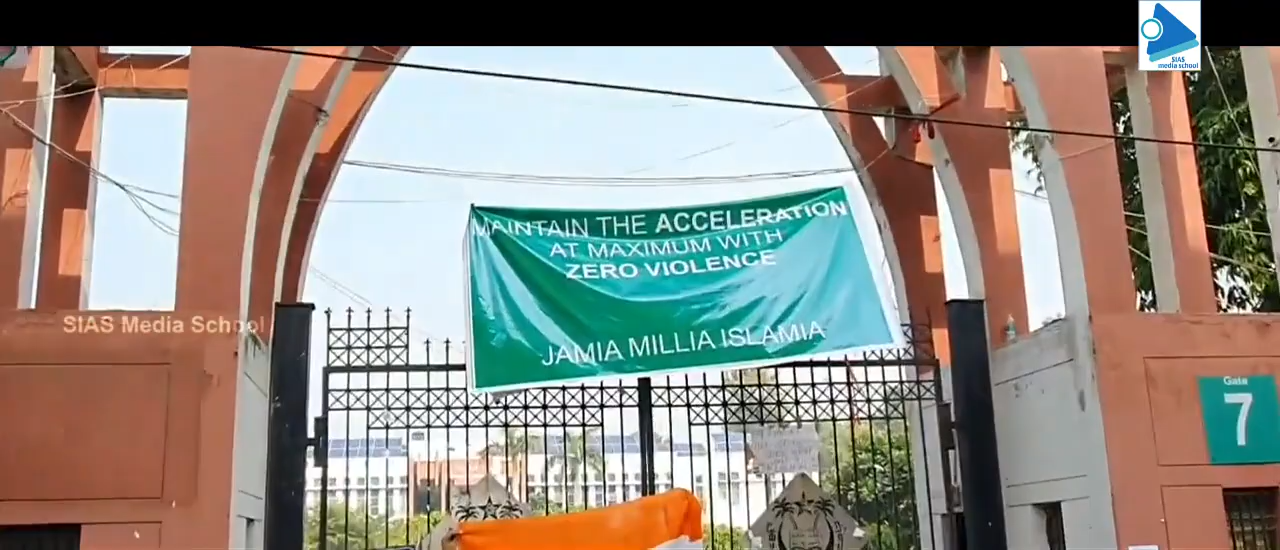 SIAS
media school
MAINTAIN THE ACCELERATION
AT MAXIMUM WITH
ZERO VIOLENCE
JAMIA MILLIA ISLAMIA
SIAS Media School
Gate
7